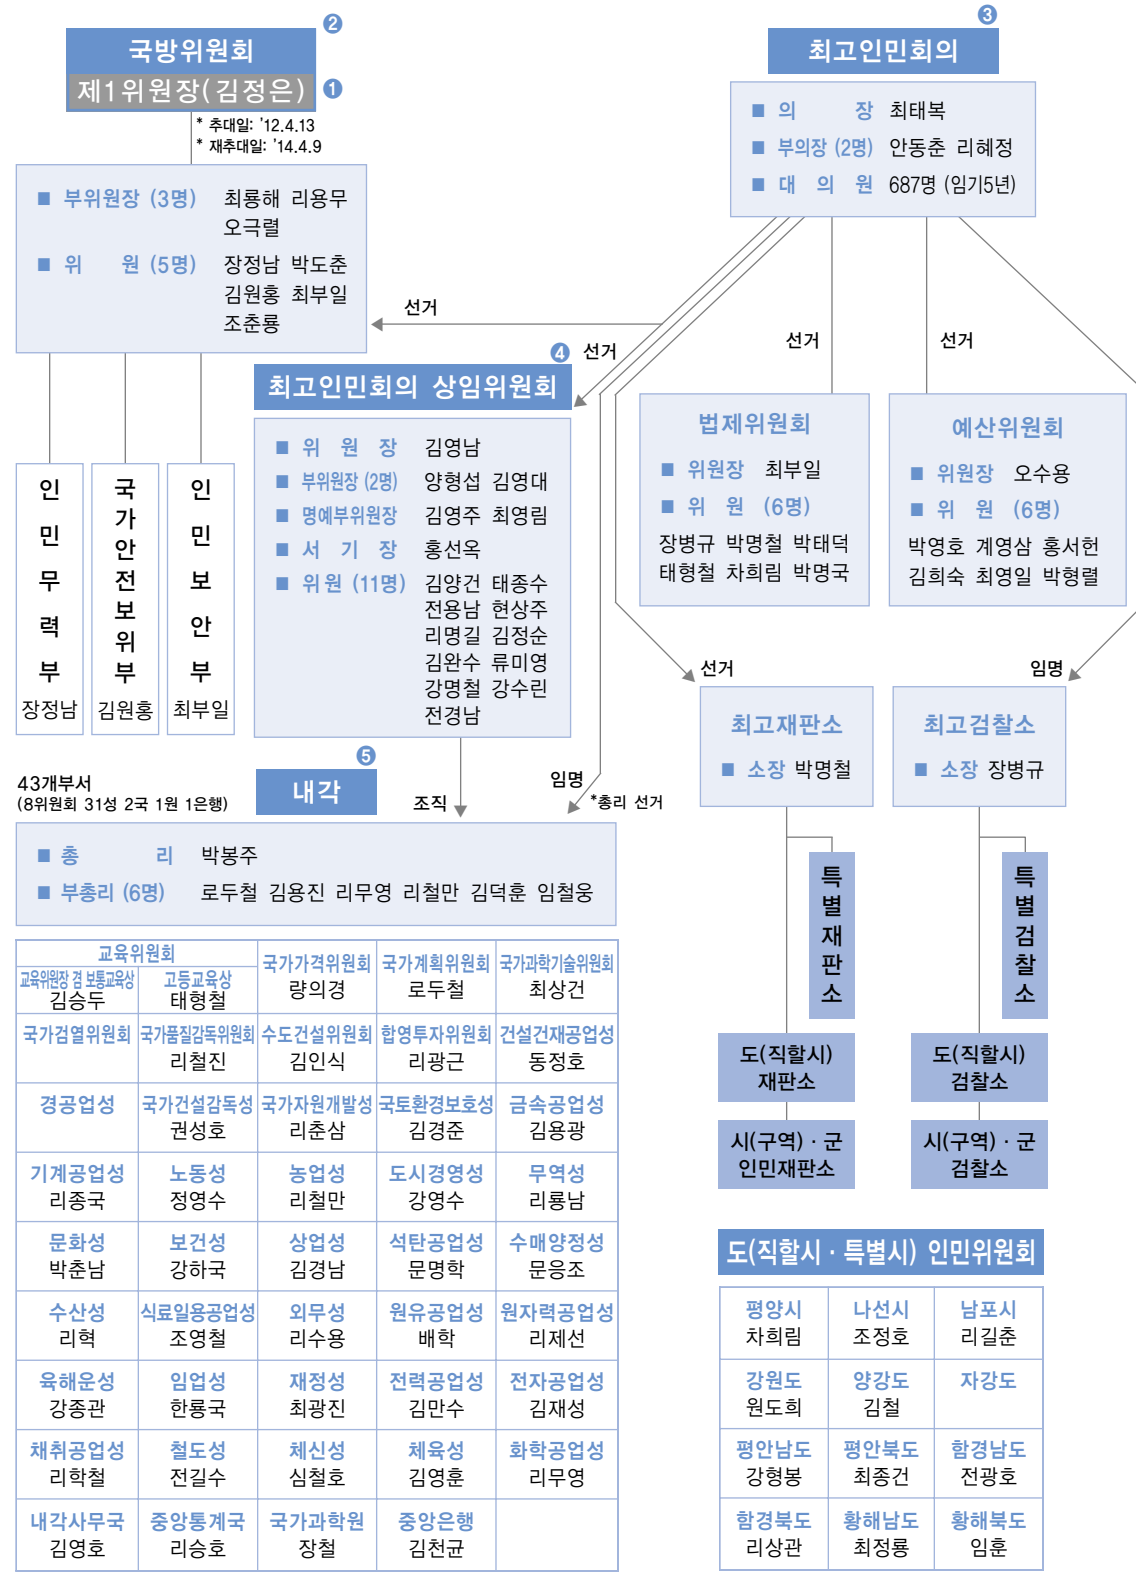 ❷
국방위원회
제1위원장(김정은) ❶
* 추대일: '12.4.13
* 재추대일: '14.4.9
■ 부위원장 (3명) 최룡해 리용무
오극렬
■ 위 원 (5명) 장정남 박도춘
김원홍 최부일
조춘룡
인민무력부
장정남
국가안전보위부
김원홍
인민보안부
최부일
❸
최고인민회의
■ 의 장 최태복
■ 부의장 (2명) 안동춘 리혜정
■ 대 의 원 687명 (임기5년)
선거
선거
선거
선거
❹
최고인민회의 상임위원회
■ 위 원 장 김영남
■ 부위원장 (2명) 양형섭 김영대
■ 명예부위원장 김영주 최영림
■ 서 기 장 홍선옥
■ 위원 (11명) 김양건 태종수
전용남 현상주
리명길 김정순
김완수 류미영
강명철 강수린
전경남
법제위원회
■ 위원장 최부일
■ 위 원 (6명)
장병규 박명철 박태덕
태형철 차희림 박명국
예산위원회
■ 위원장 오수용
■ 위 원 (6명)
박영호 계영삼 홍서헌
김희숙 최영일 박형렬
선거
임명
최고재판소
■ 소장 박명철
최고검찰소
■ 소장 장병규
특별재판소
특별검찰소
도(직할시)
재판소
도(직할시)
검찰소
시(구역) · 군
인민재판소
시(구역) · 군
검찰소
43개부서
(8위원회 31성 2국 1원 1은행)
❺
내각
조직
임명
*총리 선거
■ 총 리 박봉주
■ 부총리 (6명) 로두철 김용진 리무영 리철만 김덕훈 임철웅
교육위원회
교육위원장 겸 보통교육상 고등교육상 국가가격위원회 국가계획위원회 국가과학기술위원회
김승두 태형철 량의경 로두철 최상건
국가검열위원회 국가품질감독위원회 수도건설위원회 합영투자위원회 건설건재공업성
리철진 김인식 리광근 동정호
경공업성 국가건설감독성 국가자원개발성 국토환경보호성 금속공업성
권성호 리춘삼 김경준 김용광
기계공업성 노동성 농업성 도시경영성 무역성
리종국 정영수 리철만 강영수 리룡남
문화성 보건성 상업성 석탄공업성 수매양정성
박춘남 강하국 김경남 문명학 문응조
수산성 식료일용공업성 외무성 원유공업성 원자력공업성
리혁 조영철 리수용 배학 리제선
육해운성 임업성 재정성 전력공업성 전자공업성
강종관 한룡국 최광진 김만수 김재성
채취공업성 철도성 체신성 체육성 화학공업성
리학철 전길수 심철호 김영훈 리무영
내각사무국 중앙통계국 국가과학원 중앙은행
김영호 리승호 장철 김천균
도(직할시 · 특별시) 인민위원회
평양시 나선시 남포시
차희림 조정호 리길춘
강원도 양강도 자강도
원도희 김철
평안남도 평안북도 함경남도
강형봉 최종건 전광호
함경북도 황해남도 황해북도
리상관 최정룡 임훈